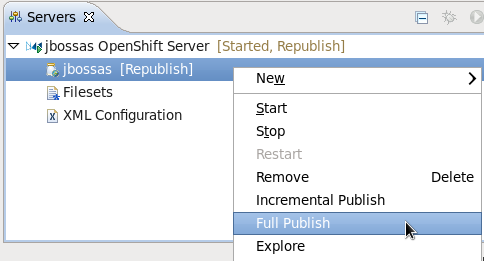 Servers
jbossas OpenShift Server [Started, Republish]
jbossas [Republish]
Filesets
XML Configuration
New
Start
Stop
Restart
Remove Delete
Incremental Publish
Full Publish
Explore